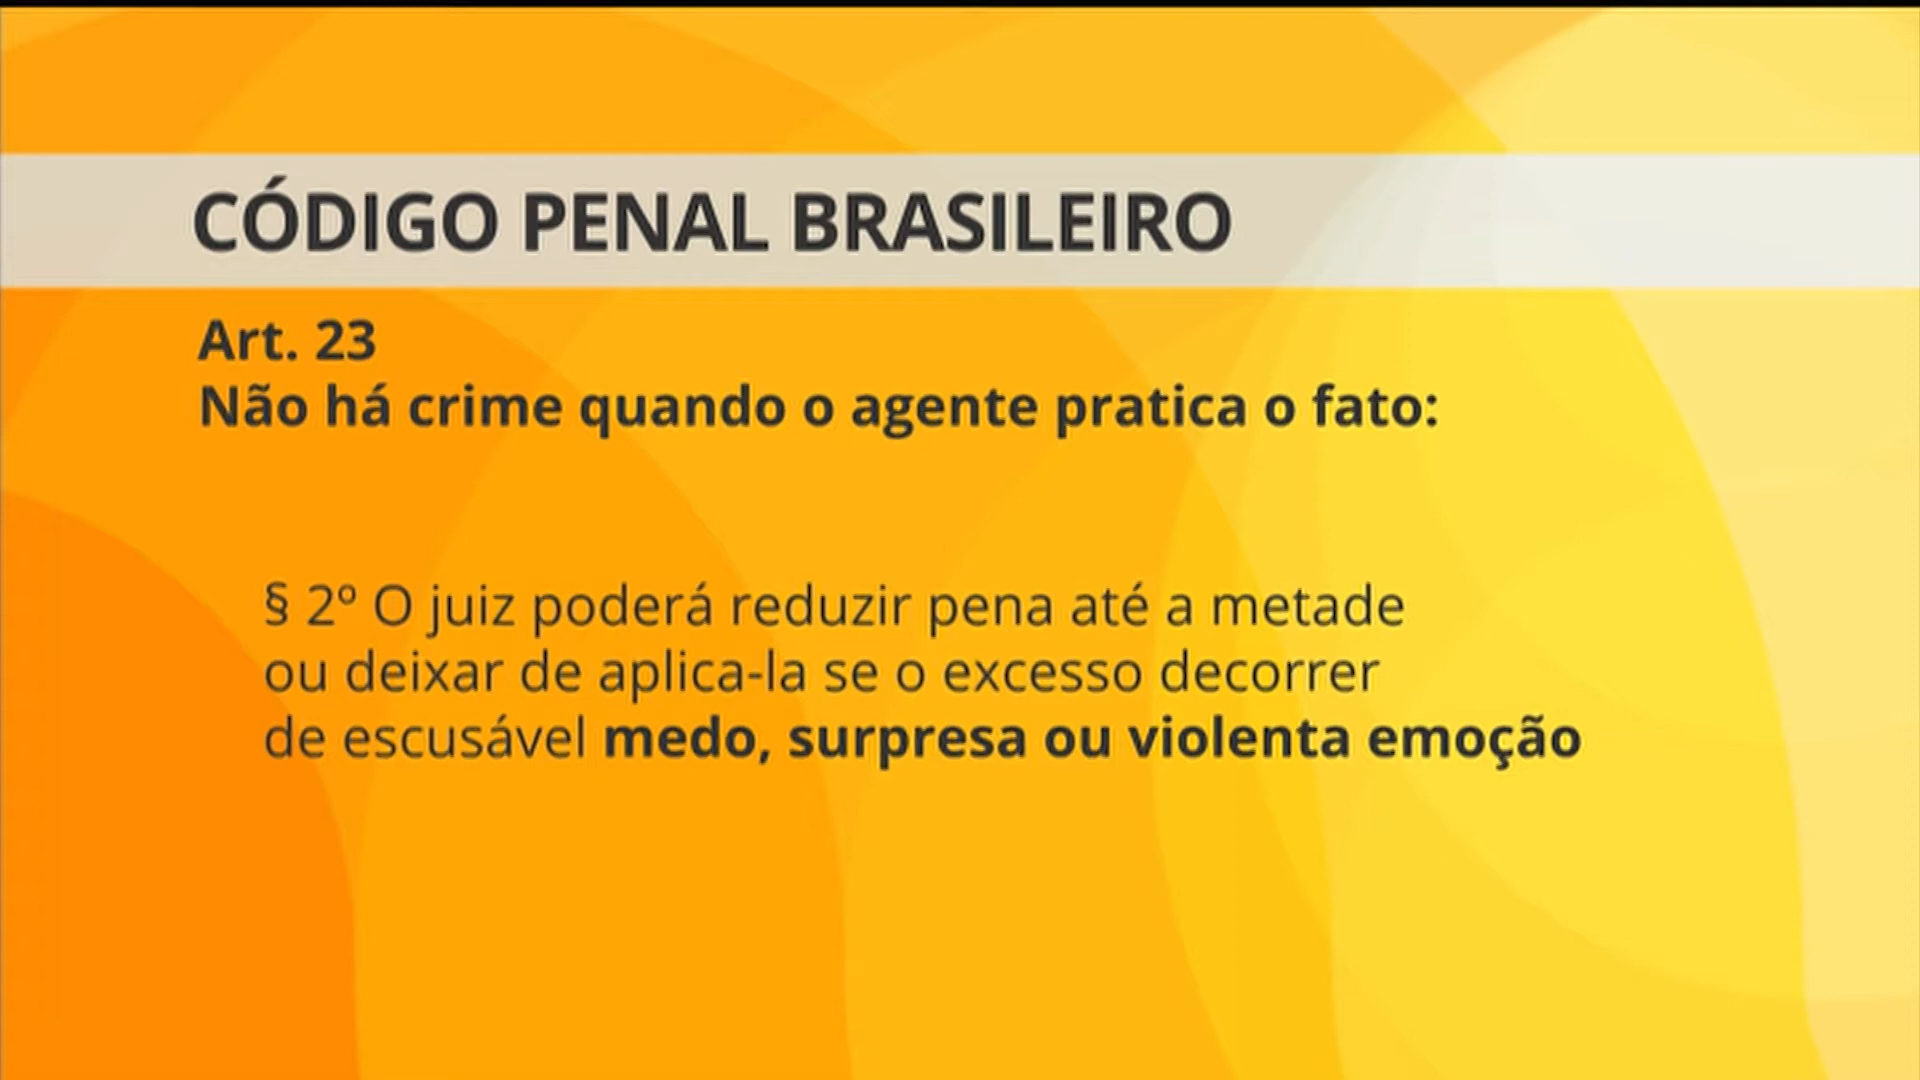 CÓDIGO PENAL BRASILEIRO
Art. 23
Não há crime quando o agente pratica o fato:
§ 2º O juiz poderá reduzir pena até a metade
ou deixar de aplica-la se o excesso decorrer
de escusável medo, surpresa ou violenta emoção